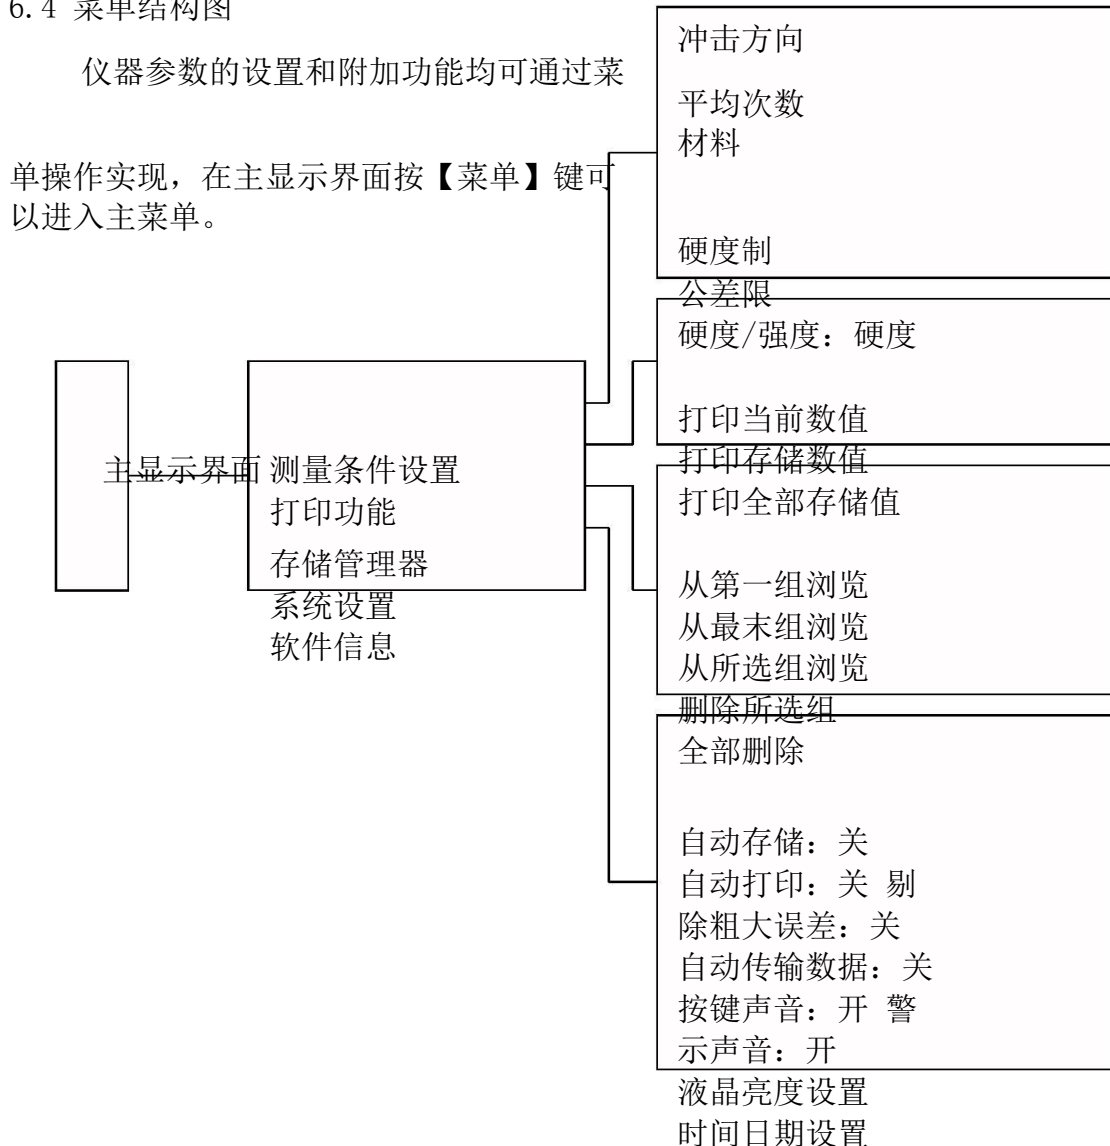 6.4 菜单结构图
仪器参数的设置和附加功能均可通过菜
单操作实现，在主显示界面按【菜单】键可
以进入主菜单。
主显示界面
测量条件设置
打印功能
存储管理器
系统设置
软件信息
冲击方向
平均次数
材料
硬度制
公差限
硬度/强度：硬度
打印当前数值
打印存储数值
打印全部存储值
从第一组浏览
从最末组浏览
从所选组浏览
删除所选组
全部删除
自动存储：关
自动打印：关 剔
除粗大误差：关
自动传输数据：关
按键声音：开 警
示声音：开
液晶亮度设置
时间日期设置